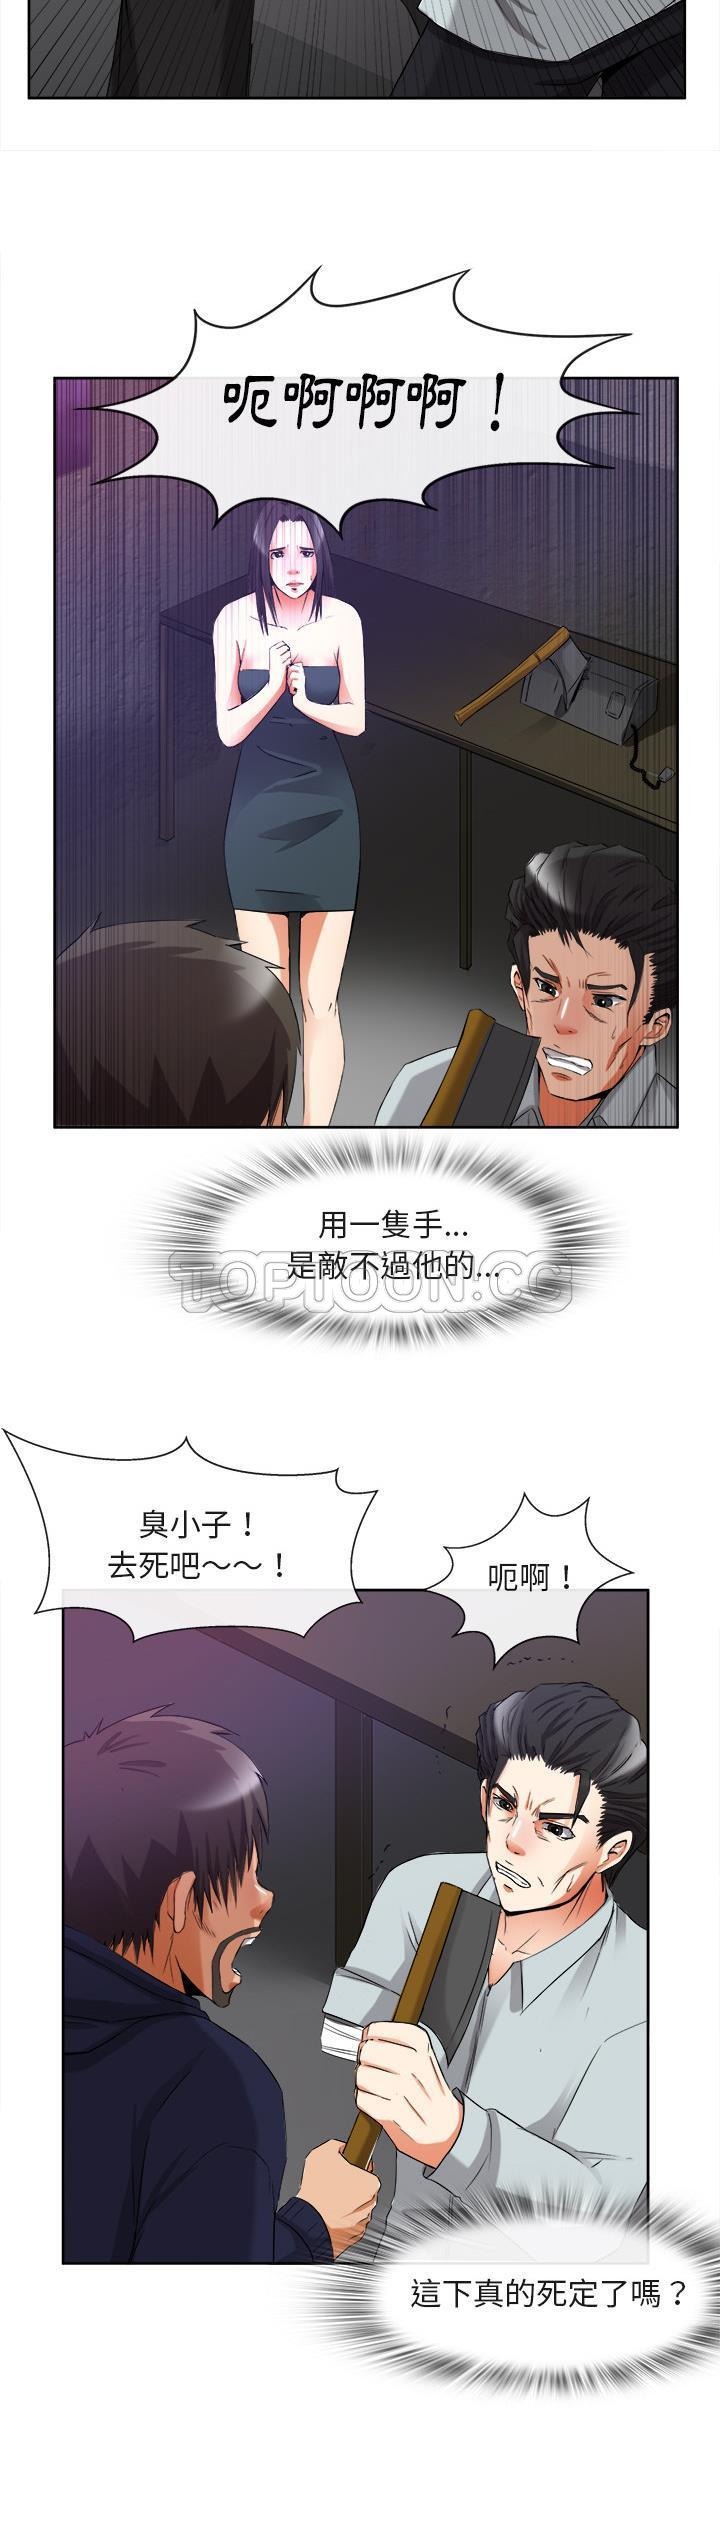 呃啊啊啊！
用一隻手...
是敵不過他的...
TOPTOON.CC
臭小子！
去死吧～～！
呃啊！
這下真的死定了嗎？